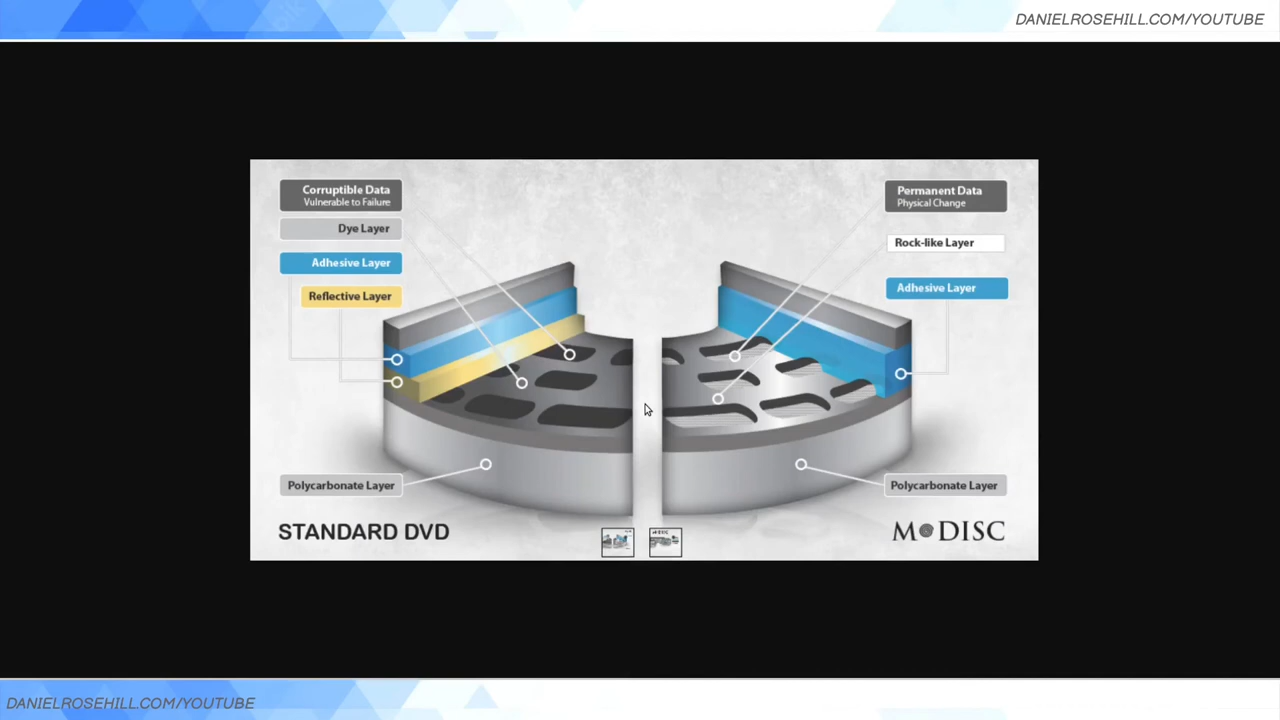 DANIELROSEHILL.COM/YOUTUBE
Corruptible Data
Vulnerable to Failure
Dye Layer
Adhesive Layer
Reflective Layer
Polycarbonate Layer
STANDARD DVD
Permanent Data
Physical Change
Rock-like Layer
Adhesive Layer
Polycarbonate Layer
M DISC
DANIELROSEHILL.COM/YOUTUBE